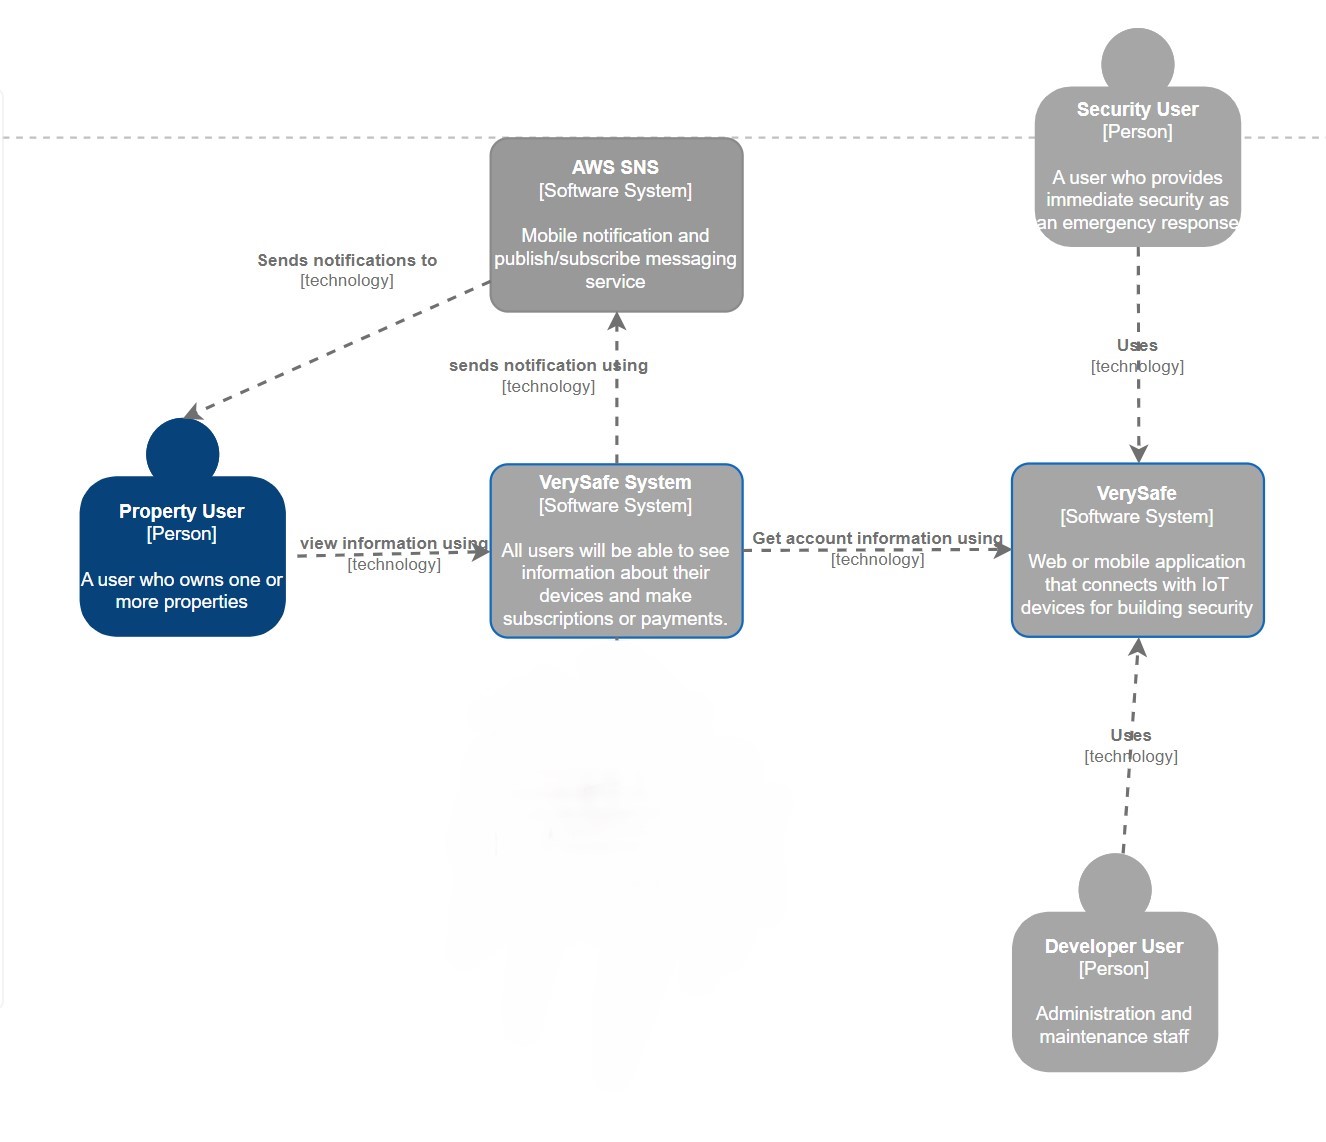 Security User
[Person]
A user who provides
immediate security as
an emergency response
AWS SNS
[Software System]
Mobile notification and
publish/subscribe messaging
service
Sends notifications to
[technology]
sends notification using
[technology]
Uses
[technology]
Property User
[Person]
A user who owns one or
more properties
view information using
[technology]
VerySafe System
[Software System]
All users will be able to see
information about their
devices and make
subscriptions or payments.
Get account information using
[technology]
VerySafe
[Software System]
Web or mobile application
that connects with IoT
devices for building security
Uses
[technology]
Developer User
[Person]
Administration and
maintenance staff